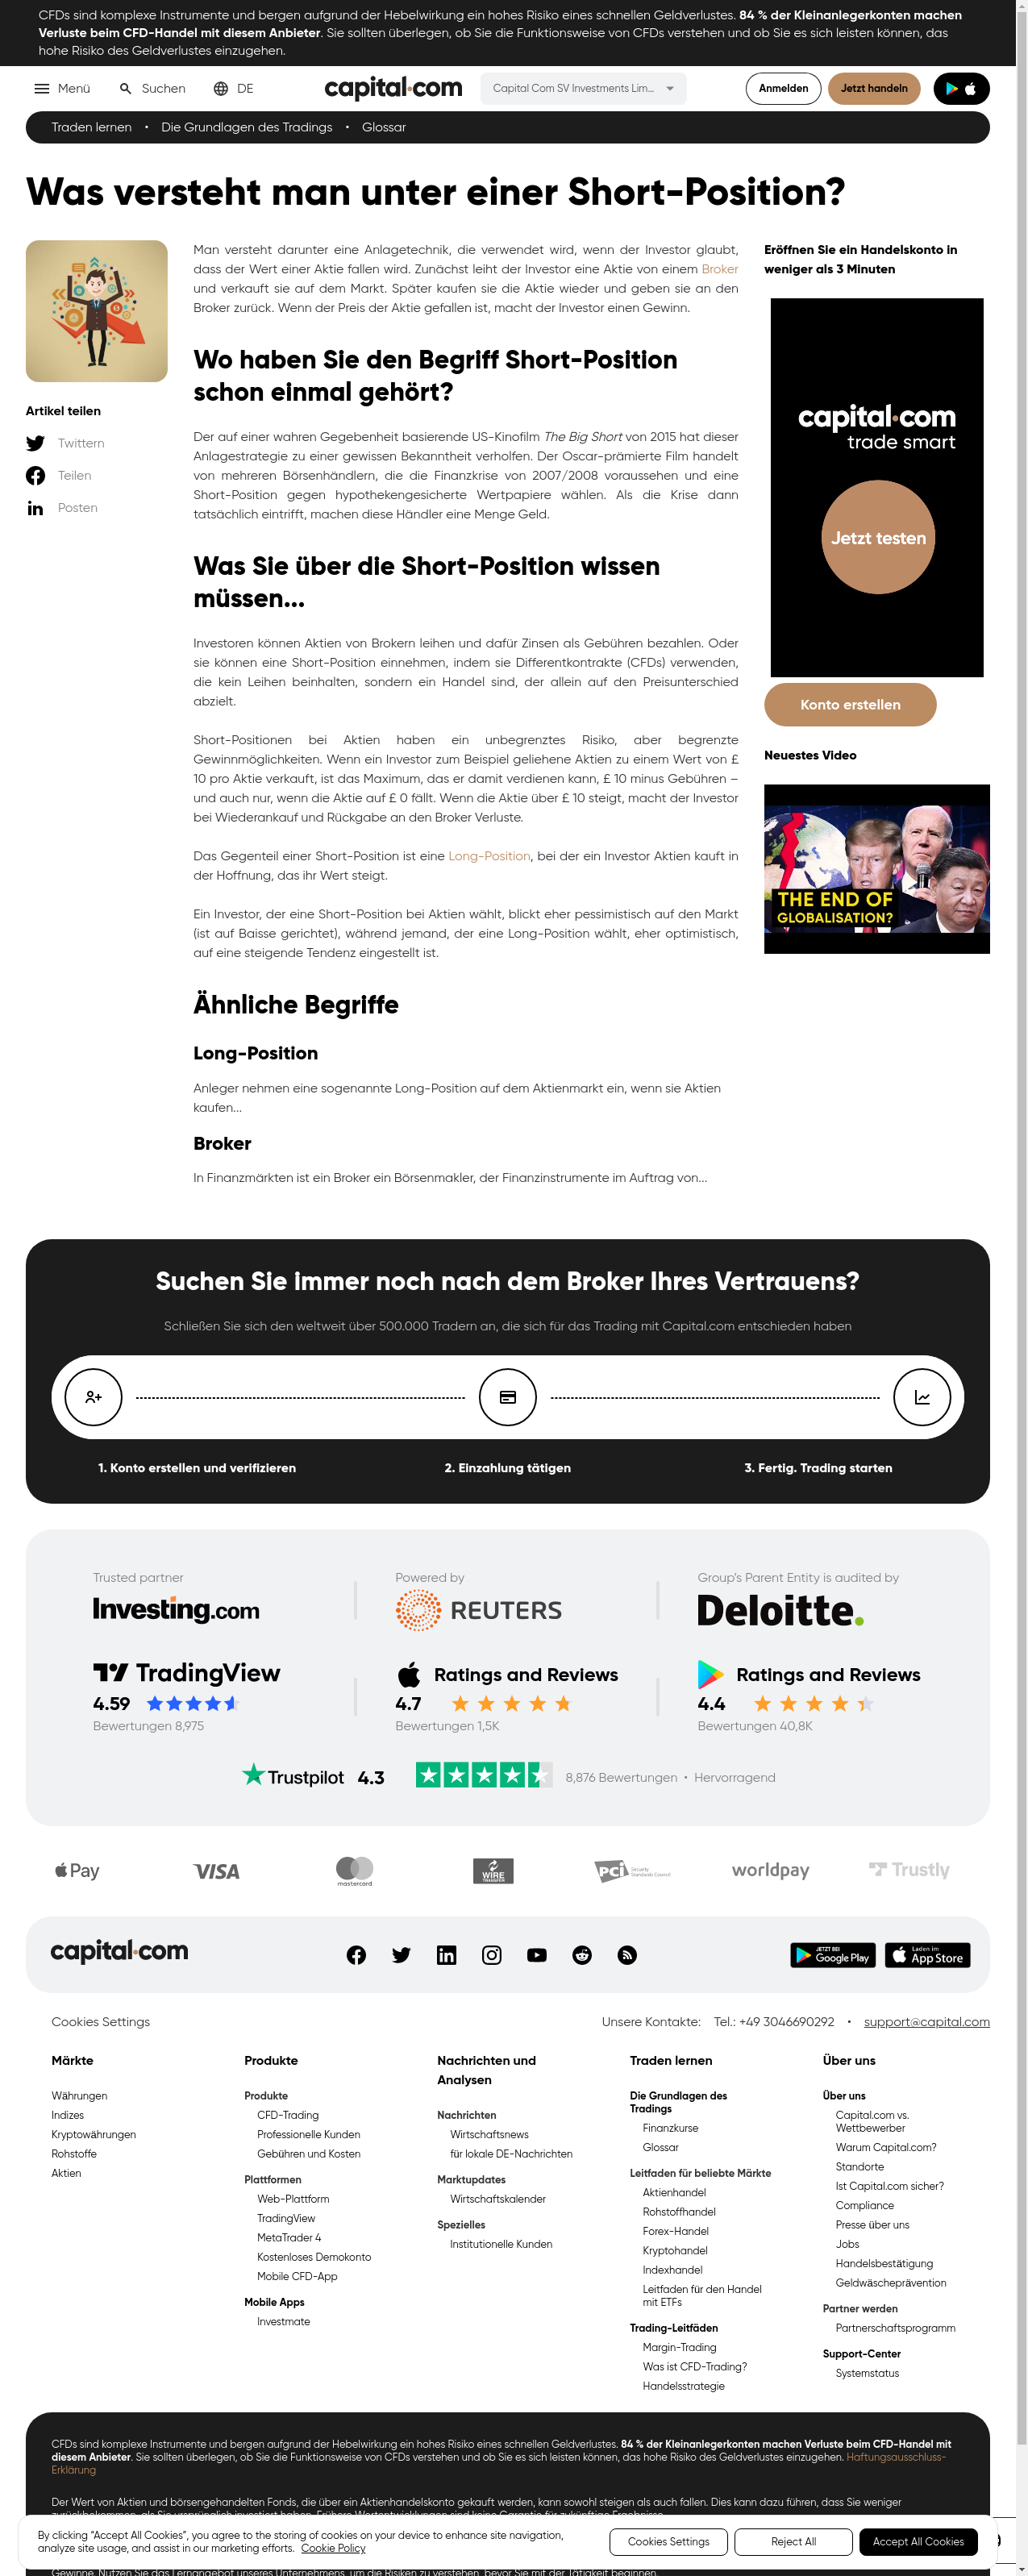 CFDs sind komplexe Instrumente und bergen aufgrund der Hebelwirkung ein hohes Risiko eines schnellen Geldverlustes. 84 % der Kleinanlegerkonten machen
Verluste beim CFD-Handel mit diesem Anbieter. Sie sollten überlegen, ob Sie die Funktionsweise von CFDs verstehen und ob Sie es sich leisten können, das
hohe Risiko des Geldverlustes einzugehen.
Menü Suchen DE capital.com Capital Com SV Investments Lim... Anmelden Jetzt handeln
Traden lernen • Die Grundlagen des Tradings • Glossar
Was versteht man unter einer Short-Position?
Artikel teilen
Twittern
Teilen
Posten
Man versteht darunter eine Anlagetechnik, die verwendet wird, wenn der Investor glaubt,
dass der Wert einer Aktie fallen wird. Zunächst leiht der Investor eine Aktie von einem Broker
und verkauft sie auf dem Markt. Später kaufen sie die Aktie wieder und geben sie an den
Broker zurück. Wenn der Preis der Aktie gefallen ist, macht der Investor einen Gewinn.
Wo haben Sie den Begriff Short-Position
schon einmal gehört?
Der auf einer wahren Gegebenheit basierende US-Kinofilm The Big Short von 2015 hat dieser
Anlagestrategie zu einer gewissen Bekanntheit verholfen. Der Oscar-prämierte Film handelt
von mehreren Börsenhändlern, die die Finanzkrise von 2007/2008 voraussehen und eine
Short-Position gegen hypothekengesicherte Wertpapiere wählen. Als die Krise dann
tatsächlich eintrifft, machen diese Händler eine Menge Geld.
Was Sie über die Short-Position wissen
müssen...
Investoren können Aktien von Brokern leihen und dafür Zinsen als Gebühren bezahlen. Oder
sie können eine Short-Position einnehmen, indem sie Differentkontrakte (CFDs) verwenden,
die kein Leihen beinhalten, sondern ein Handel sind, der allein auf den Preisunterschied
abzielt.
Short-Positionen bei Aktien haben ein unbegrenztes Risiko, aber begrenzte
Gewinnmöglichkeiten. Wenn ein Investor zum Beispiel geliehene Aktien zu einem Wert von £
10 pro Aktie verkauft, ist das Maximum, das er damit verdienen kann, £ 10 minus Gebühren –
und auch nur, wenn die Aktie auf £ 0 fällt. Wenn die Aktie über £ 10 steigt, macht der Investor
bei Wiederankauf und Rückgabe an den Broker Verluste.
Das Gegenteil einer Short-Position ist eine Long-Position, bei der ein Investor Aktien kauft in
der Hoffnung, das ihr Wert steigt.
Ein Investor, der eine Short-Position bei Aktien wählt, blickt eher pessimistisch auf den Markt
(ist auf Baisse gerichtet), während jemand, der eine Long-Position wählt, eher optimistisch,
auf eine steigende Tendenz eingestellt ist.
Ähnliche Begriffe
Long-Position
Anleger nehmen eine sogenannte Long-Position auf dem Aktienmarkt ein, wenn sie Aktien
kaufen...
Broker
In Finanzmärkten ist ein Broker ein Börsenmakler, der Finanzinstrumente im Auftrag von...
Eröffnen Sie ein Handelskonto in
weniger als 3 Minuten
capital.com
trade smart
Jetzt testen
Konto erstellen
Neuestes Video
THE END OF
GLOBALISATION?
Suchen Sie immer noch nach dem Broker Ihres Vertrauens?
Schließen Sie sich den weltweit über 500.000 Tradern an, die sich für das Trading mit Capital.com entschieden haben
1. Konto erstellen und verifizieren 2. Einzahlung tätigen 3. Fertig. Trading starten
Trusted partner
Investing.com
Powered by
REUTERS
Group's Parent Entity is audited by
Deloitte.
TradingView
4.59
Bewertungen 8,975
Ratings and Reviews
4.7
Bewertungen 1,5K
Ratings and Reviews
4.4
Bewertungen 40,8K
Trustpilot 4.3 8,876 Bewertungen • Hervorragend
Pay VISA mastercard WIRE TRANSFER PCI Security Standards Council worldpay Trustly
capital.com JETZT BEI Google Play Laden im App Store
Cookies Settings Unsere Kontakte: Tel.: +49 3046690292 • support@capital.com
Märkte
Währungen
Indizes
Kryptowährungen
Rohstoffe
Aktien
Produkte
Produkte
CFD-Trading
Professionelle Kunden
Gebühren und Kosten
Plattformen
Web-Plattform
TradingView
MetaTrader 4
Kostenloses Demokonto
Mobile CFD-App
Mobile Apps
Investmate
Nachrichten und
Analysen
Nachrichten
Wirtschaftsnews
für lokale DE-Nachrichten
Marktupdates
Wirtschaftskalender
Spezielles
Institutionelle Kunden
Traden lernen
Die Grundlagen des
Tradings
Finanzkurse
Glossar
Leitfaden für beliebte Märkte
Aktienhandel
Rohstoffhandel
Forex-Handel
Kryptohandel
Indexhandel
Leitfaden für den Handel
mit ETFs
Trading-Leitfäden
Margin-Trading
Was ist CFD-Trading?
Handelsstrategie
Über uns
Über uns
Capital.com vs.
Wettbewerber
Warum Capital.com?
Standorte
Ist Capital.com sicher?
Compliance
Presse über uns
Jobs
Handelsbestätigung
Geldwäscheprävention
Partner werden
Partnerschaftsprogramm
Support-Center
Systemstatus
CFDs sind komplexe Instrumente und bergen aufgrund der Hebelwirkung ein hohes Risiko eines schnellen Geldverlustes. 84 % der Kleinanlegerkonten machen Verluste beim CFD-Handel mit
diesem Anbieter. Sie sollten überlegen, ob Sie die Funktionsweise von CFDs verstehen und ob Sie es sich leisten können, das hohe Risiko des Geldverlustes einzugehen. Haftungsausschluss-
Erklärung
Der Wert von Aktien und börsengehandelten Fonds, die über ein Aktienhandelskonto gekauft werden, kann sowohl steigen als auch fallen. Dies kann dazu führen, dass Sie weniger
By clicking “Accept All Cookies”, you agree to the storing of cookies on your device to enhance site navigation,
analyze site usage, and assist in our marketing efforts. Cookie Policy
Cookies Settings Reject All Accept All Cookies
Gewinne. Nutzen Sie das Lernangebot unseres Unternehmens, um die Risiken zu verstehen, bevor Sie mit der Tätigkeit beginnen.